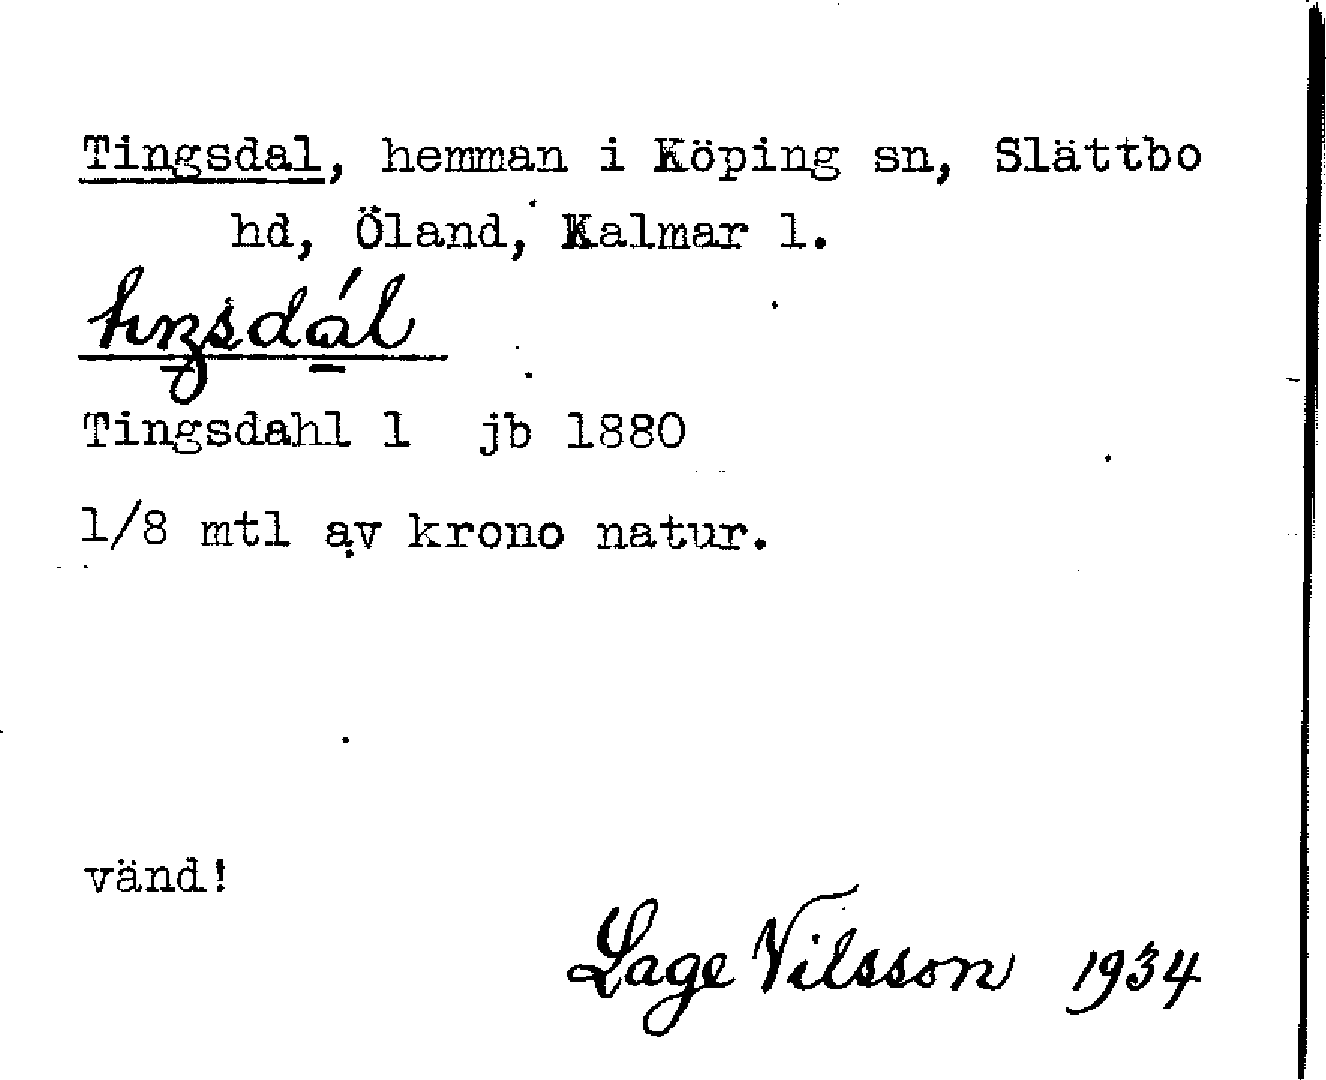 Tingsdal, hemman i Köping sn, Slättbo
hd, Öland, Kalmar l.
Tingsdahl 1 jb 1880
1/8 mtl av krono natur.
vänd!
Lage Nilsson 1934